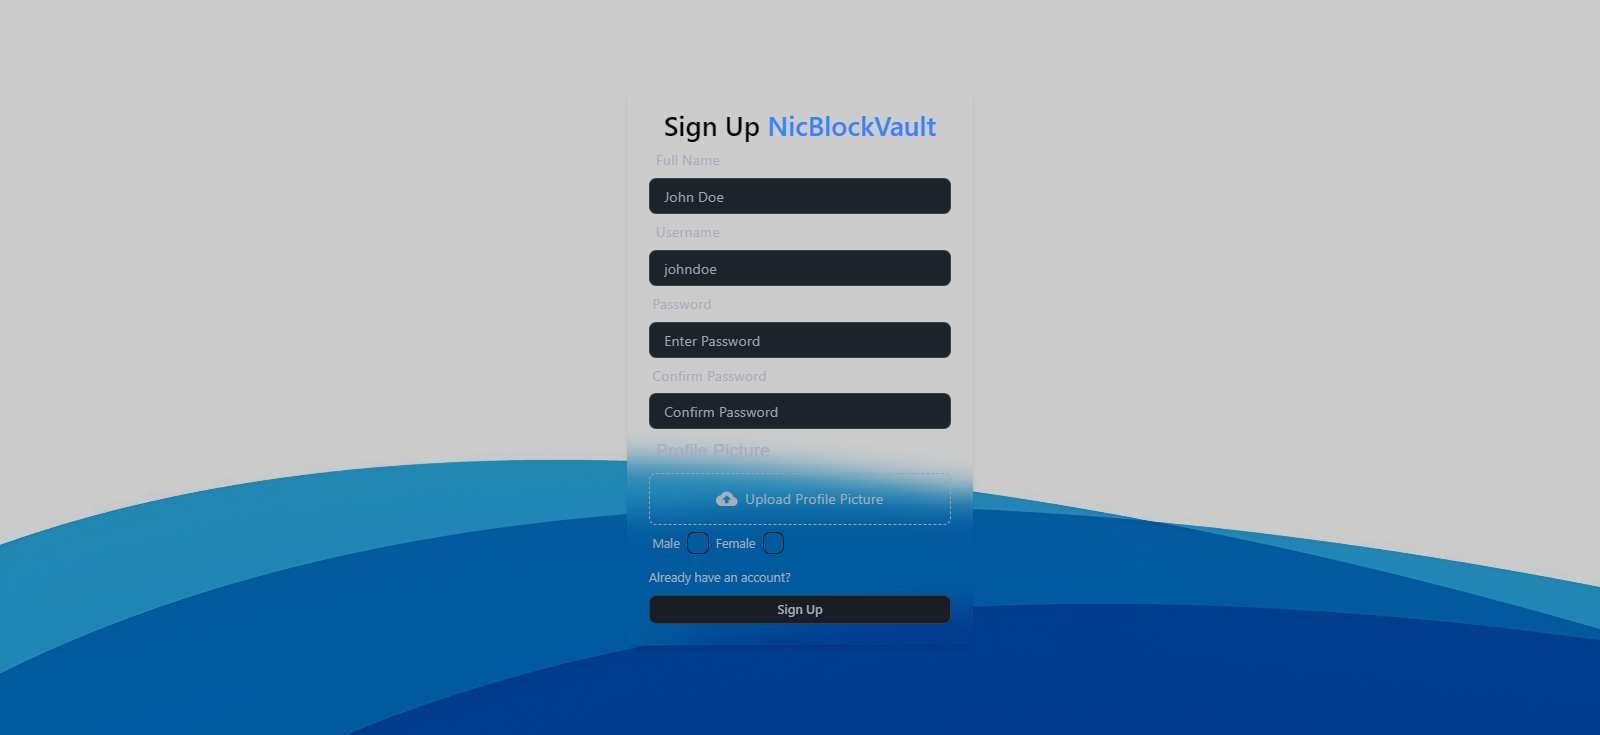 Sign Up NicBlockVault
Full Name
John Doe
Username
johndoe
Password
Enter Password
Confirm Password
Confirm Password
Profile Picture
Upload Profile Picture
Male Female
Already have an account?
Sign Up